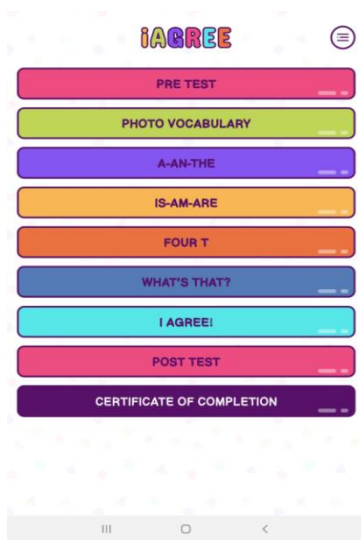 iAGREE
PRE TEST
PHOTO VOCABULARY
A-AN-THE
IS-AM-ARE
FOUR T
WHAT'S THAT?
I AGREE!
POST TEST
CERTIFICATE OF COMPLETION